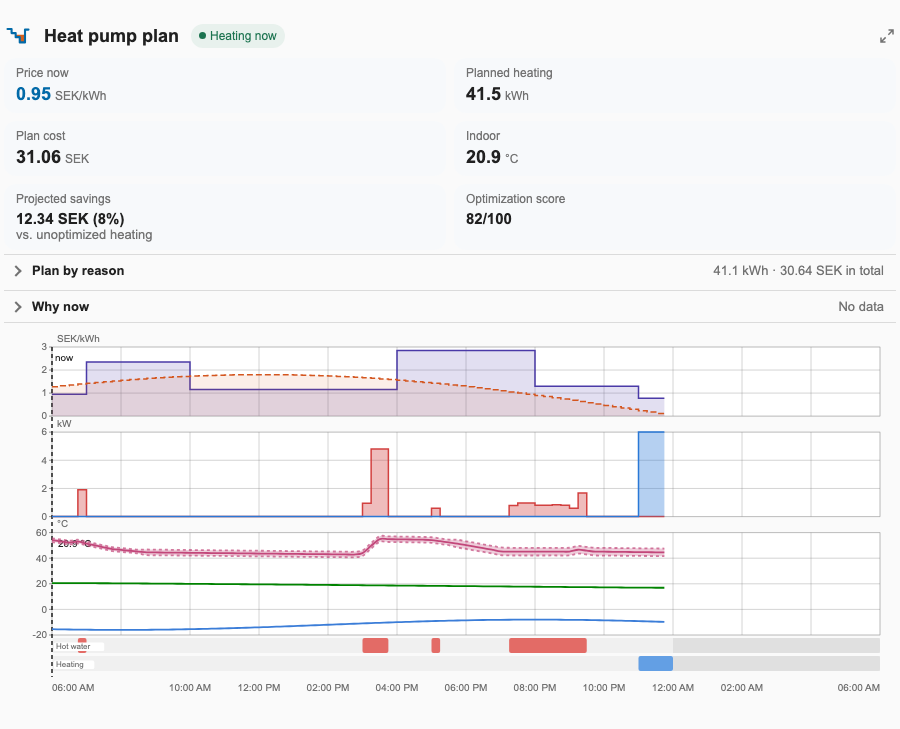 Heat pump plan
Heating now
Price now
0.95 SEK/kWh
Planned heating
41.5 kWh
Plan cost
31.06 SEK
Indoor
20.9 °C
Projected savings
12.34 SEK (8%)
vs. unoptimized heating
Optimization score
82/100
Plan by reason
41.1 kWh · 30.64 SEK in total
Why now
No data
SEK/kWh
3
now
2
1
0
kW
6
4
2
0
°C
60
20.9 °C
40
20
0
-20
Hot water
Heating
06:00 AM 10:00 AM 12:00 PM 02:00 PM 04:00 PM 06:00 PM 08:00 PM 10:00 PM 12:00 AM 02:00 AM 06:00 AM